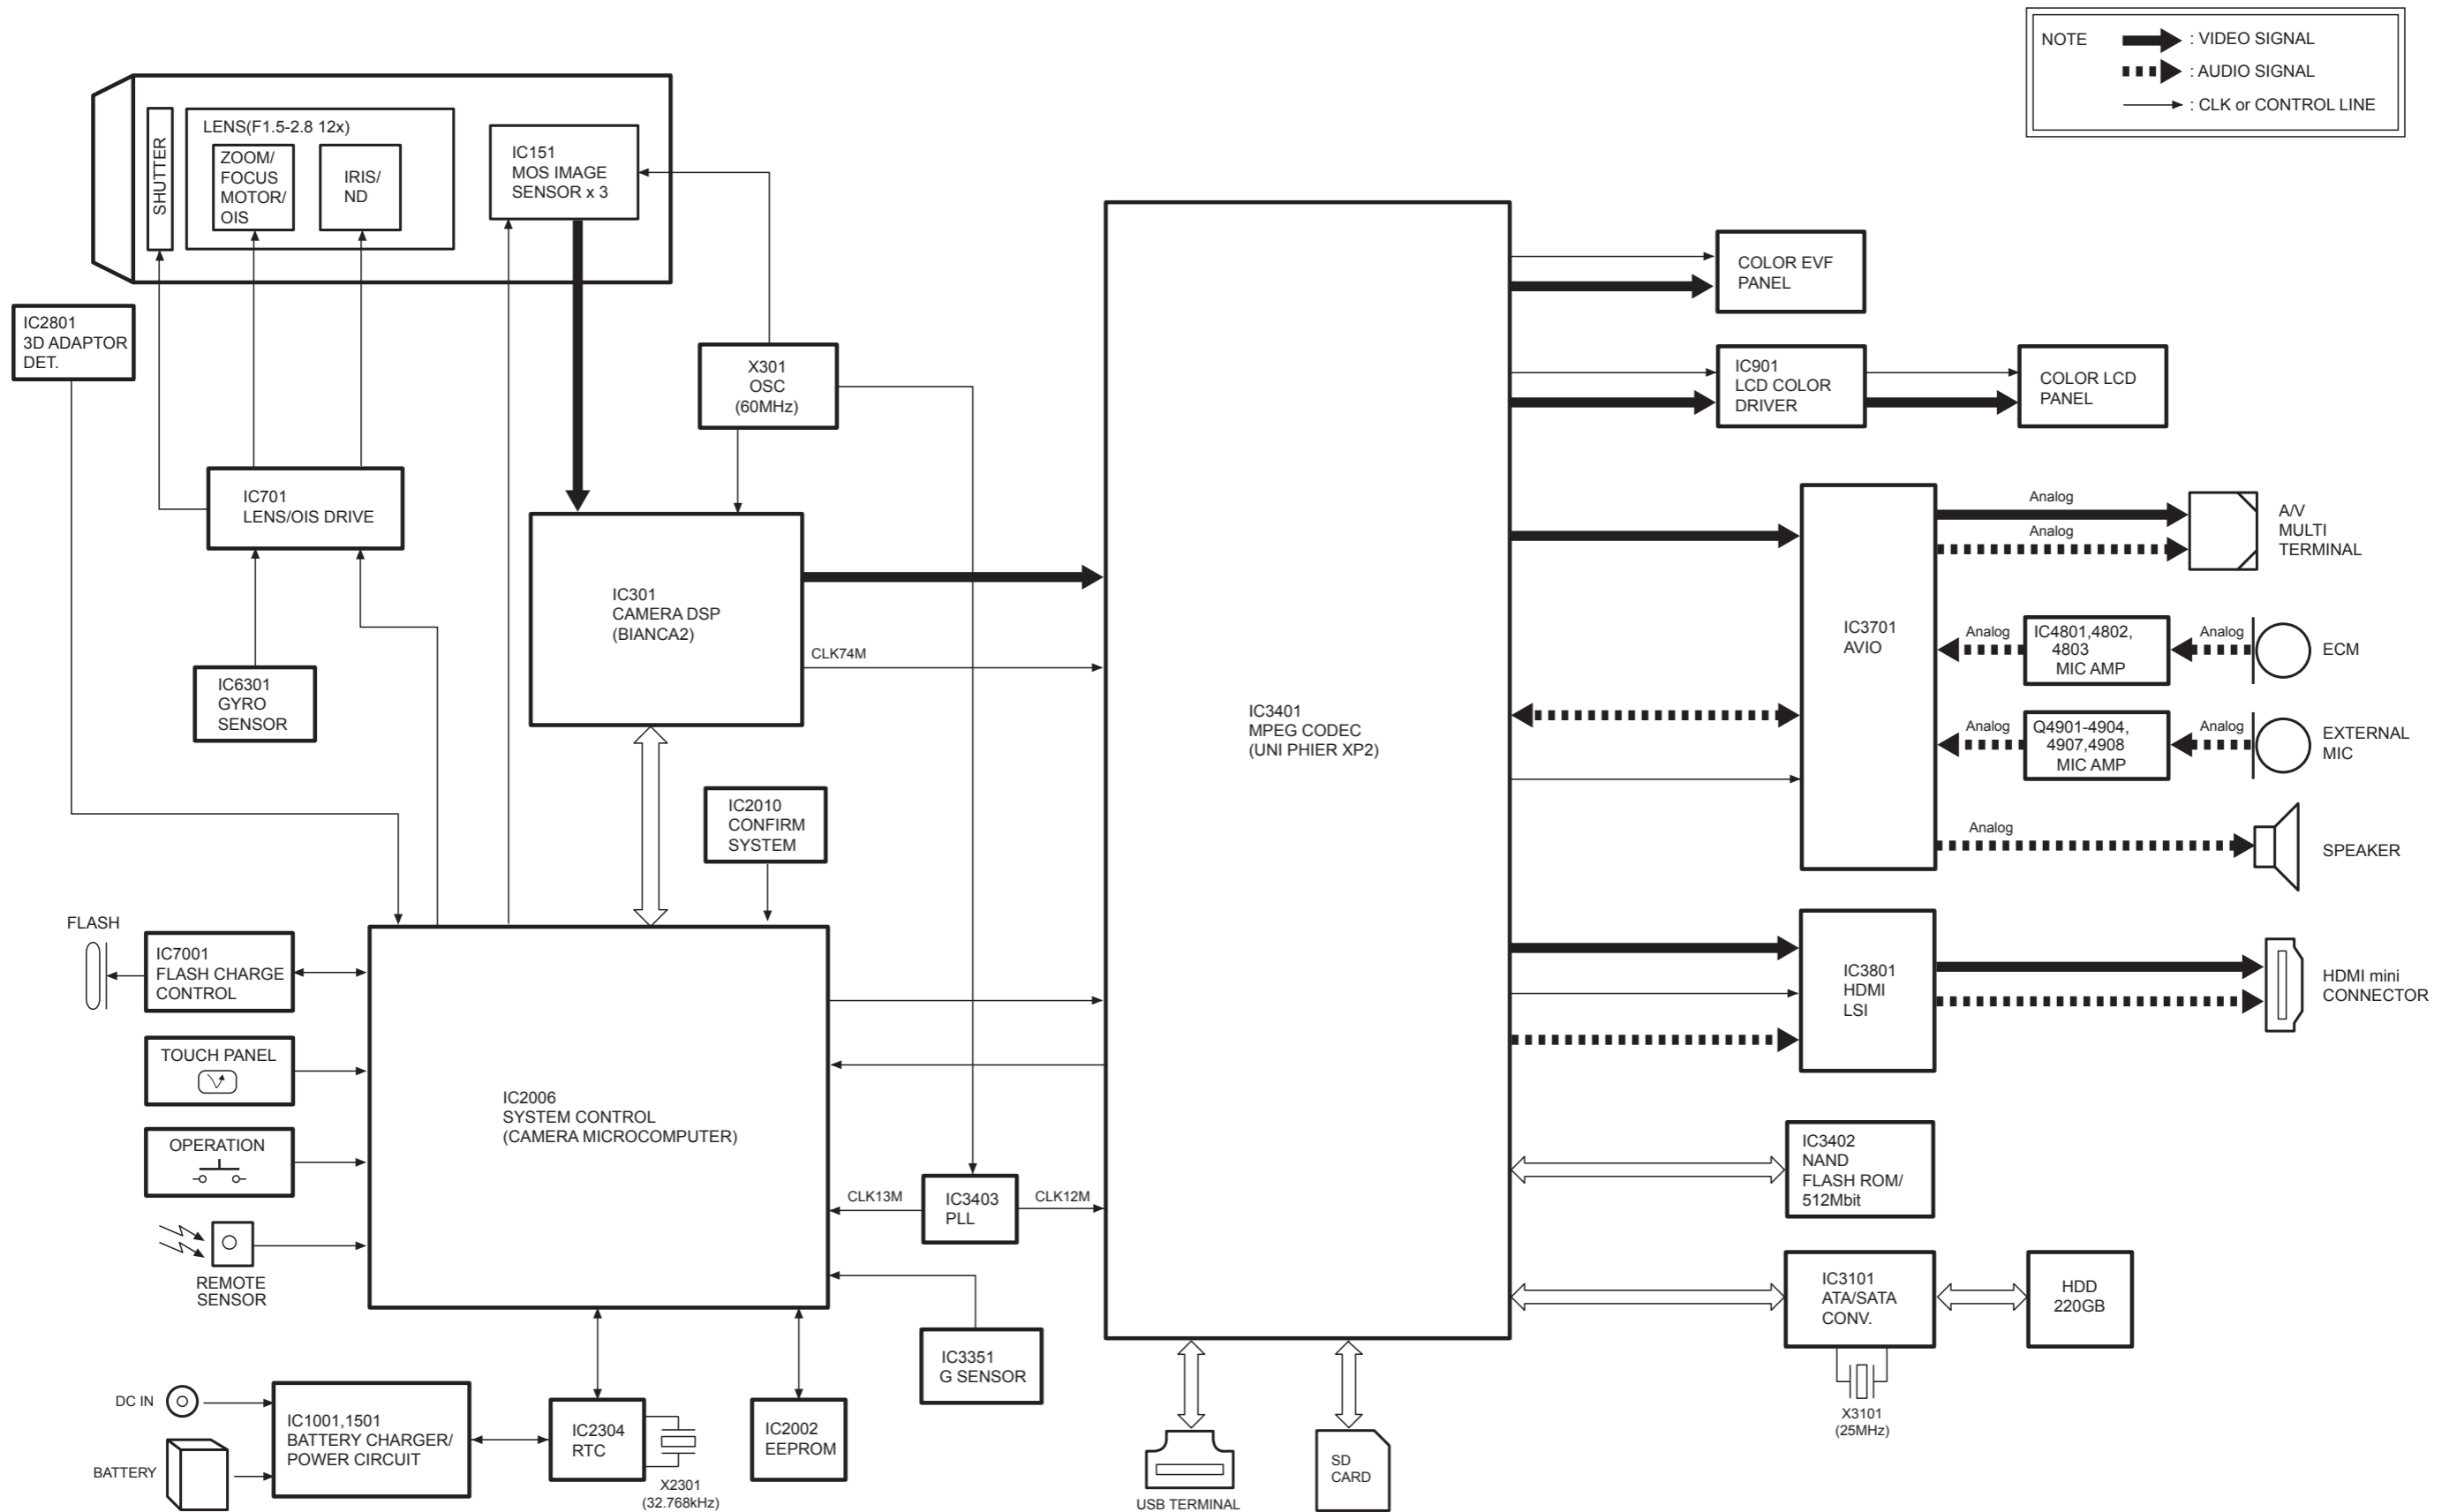 NOTE
: VIDEO SIGNAL
: AUDIO SIGNAL
: CLK or CONTROL LINE
SHUTTER
LENS(F1.5-2.8 12x)
ZOOM/
FOCUS
MOTOR/
OIS
IRIS/
ND
IC151
MOS IMAGE
SENSOR x 3
IC2801
3D ADAPTOR
DET.
X301
OSC
(60MHz)
IC701
LENS/OIS DRIVE
IC6301
GYRO
SENSOR
IC301
CAMERA DSP
(BIANCA2)
CLK74M
IC2010
CONFIRM
SYSTEM
FLASH
IC7001
FLASH CHARGE
CONTROL
TOUCH PANEL
OPERATION
REMOTE
SENSOR
IC2006
SYSTEM CONTROL
(CAMERA MICROCOMPUTER)
CLK13M
IC3403
PLL
CLK12M
IC3351
G SENSOR
DC IN
BATTERY
IC1001,1501
BATTERY CHARGER/
POWER CIRCUIT
IC2304
RTC
X2301
(32.768kHz)
IC2002
EEPROM
IC3401
MPEG CODEC
(UNI PHIER XP2)
USB TERMINAL
SD
CARD
COLOR EVF
PANEL
IC901
LCD COLOR
DRIVER
COLOR LCD
PANEL
IC3701
AVIO
Analog
Analog
A/V
MULTI
TERMINAL
Analog
IC4801,4802,
4803
MIC AMP
Analog
ECM
Analog
Q4901-4904,
4907,4908
MIC AMP
Analog
EXTERNAL
MIC
Analog
SPEAKER
IC3801
HDMI
LSI
HDMI mini
CONNECTOR
IC3402
NAND
FLASH ROM/
512Mbit
IC3101
ATA/SATA
CONV.
HDD
220GB
X3101
(25MHz)